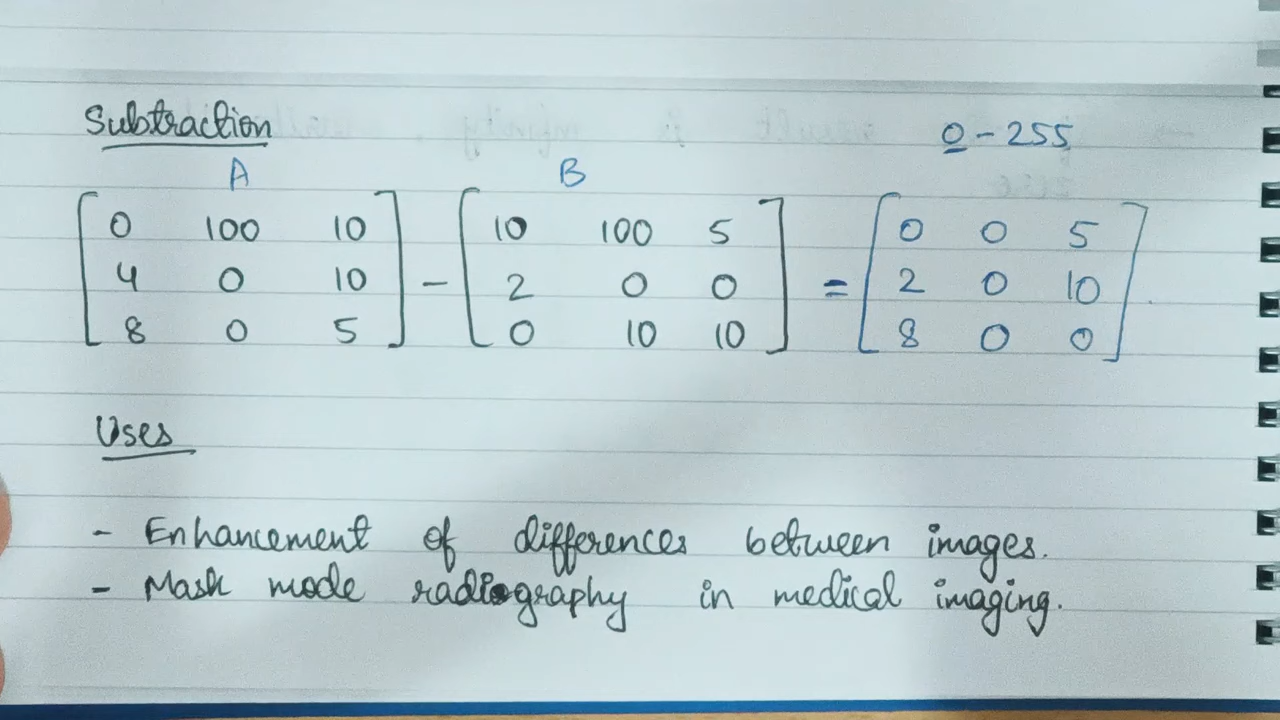 Subtraction
0 - 255
A B
[ 0 100 10 ] [ 10 100 5 ] [ 0 0 5 ]
[ 4 0 10 ] - [ 2 0 0 ] = [ 2 0 10 ]
[ 8 0 5 ] [ 0 10 10 ] [ 8 0 0 ]
Uses
- Enhancement of differences between images.
- Mask mode radiography in medical imaging.